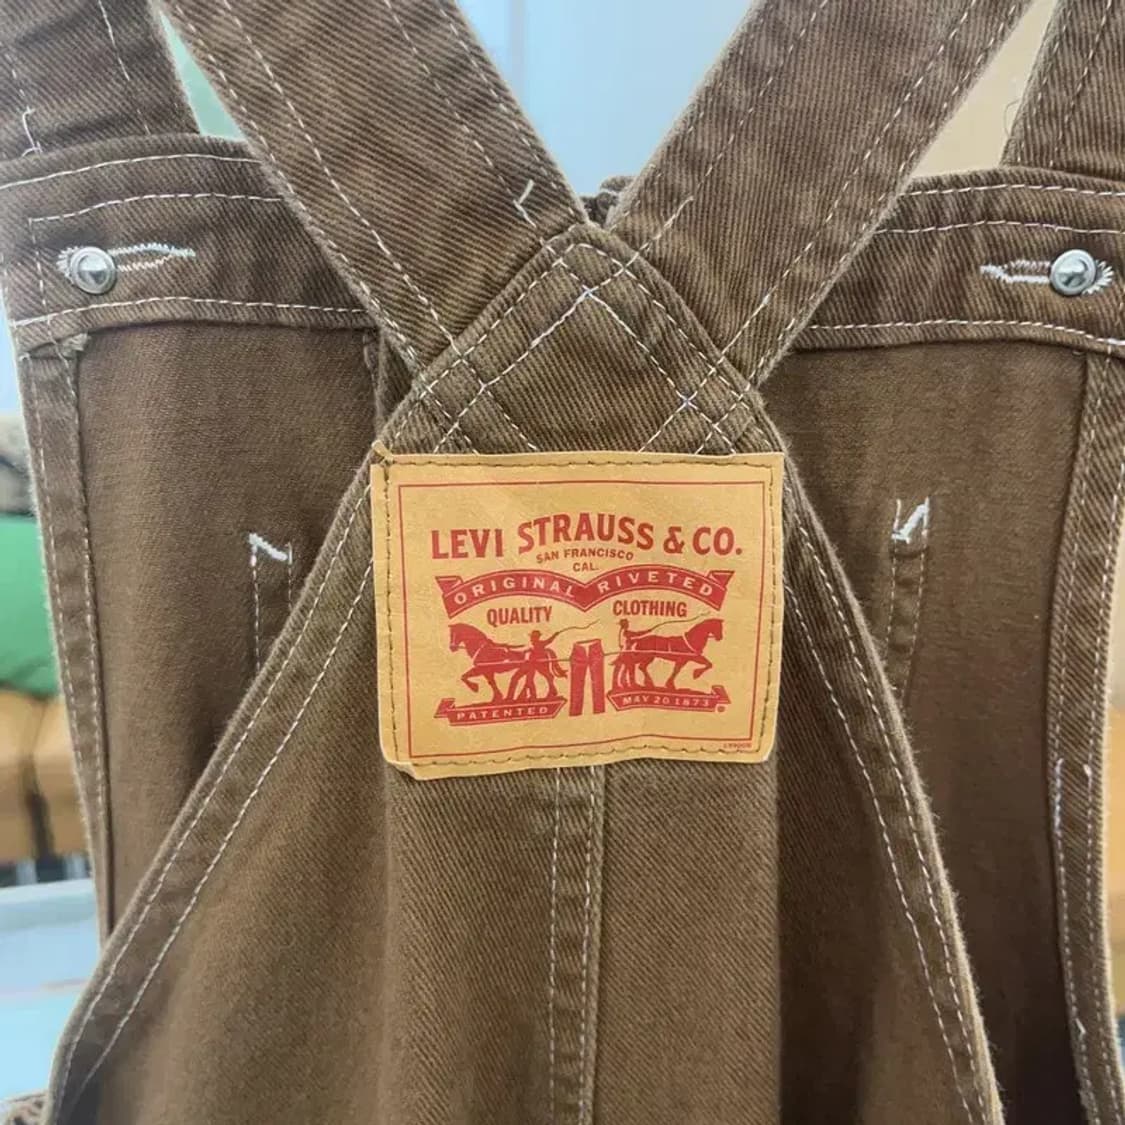 LEVI STRAUSS & CO.
SAN FRANCISCO
CAL.
ORIGINAL RIVETED
QUALITY CLOTHING
PATENTED MAY 20 1873